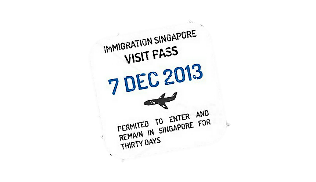 IMMIGRATION SINGAPORE
VISIT PASS
7 DEC 2013
PERMITED TO ENTER AND
REMAIN IN SINGAPORE FOR
THIRTY DAYS